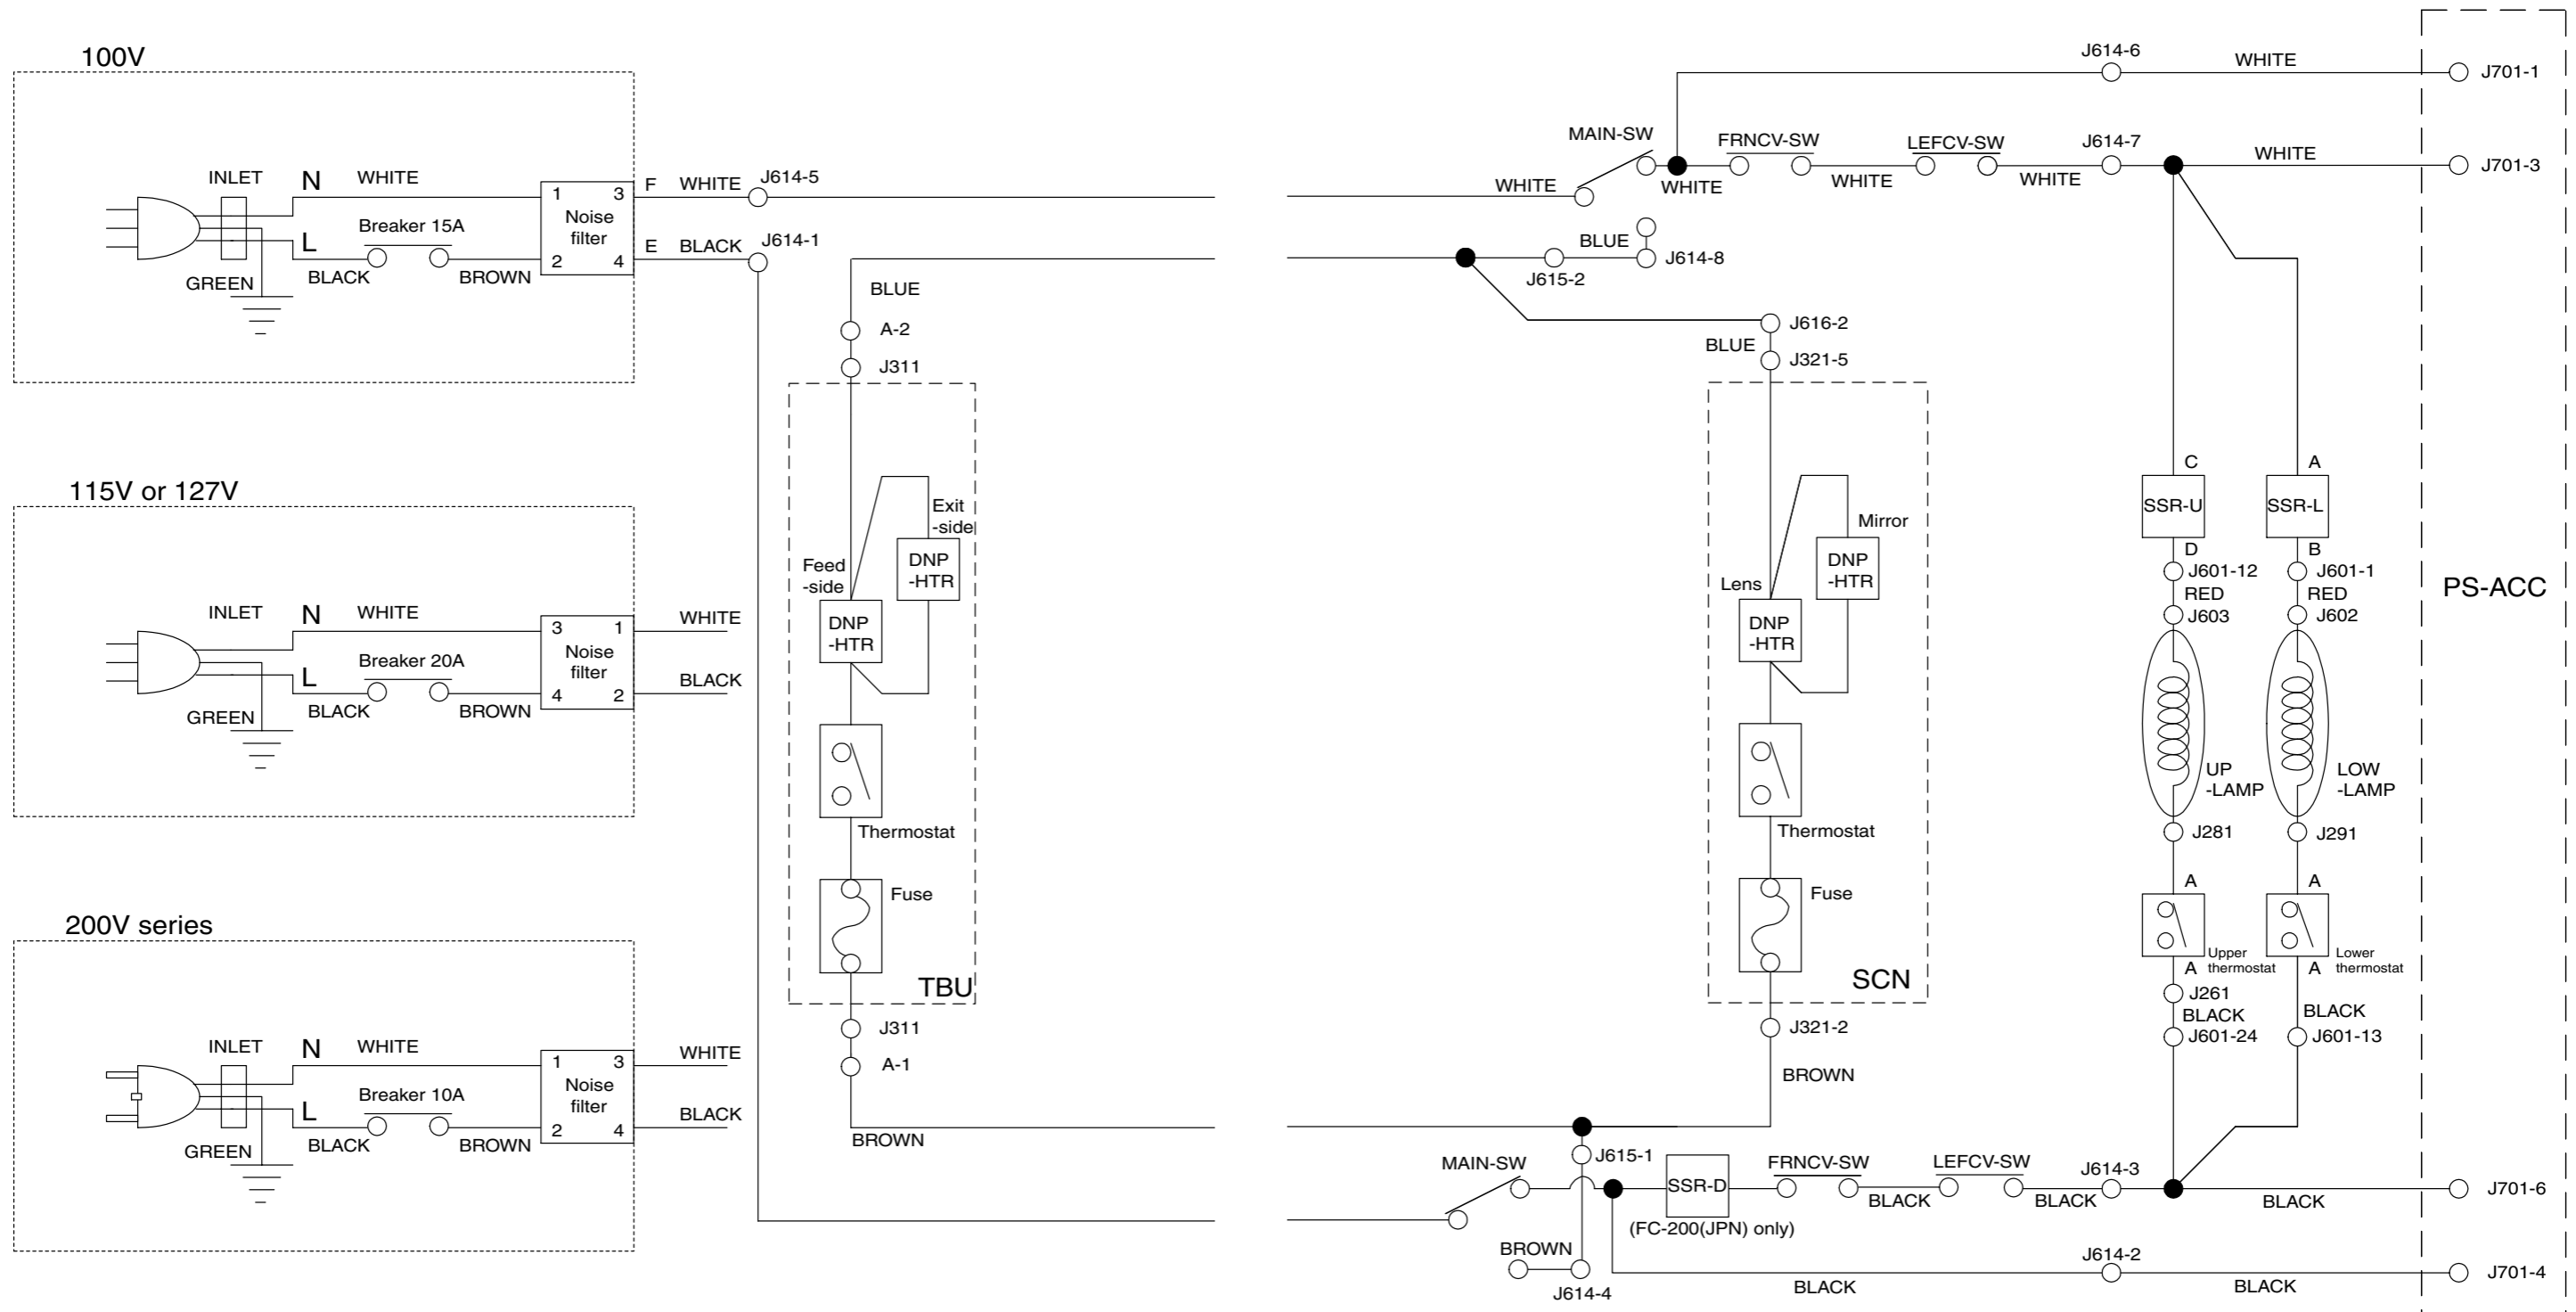 100V
INLET
N
WHITE
Breaker 15A
L
BLACK
BROWN
GREEN
1
3
Noise
filter
2
4
F
WHITE
J614-5
E
BLACK
J614-1
115V or 127V
INLET
N
WHITE
Breaker 20A
L
BLACK
BROWN
GREEN
3
1
Noise
filter
4
2
WHITE
BLACK
200V series
INLET
N
WHITE
Breaker 10A
L
BLACK
BROWN
GREEN
1
3
Noise
filter
2
4
WHITE
BLACK
BLUE
A-2
J311
Exit
-side
DNP
-HTR
Feed
-side
DNP
-HTR
Thermostat
Fuse
TBU
J311
A-1
BROWN
J614-6
WHITE
J701-1
MAIN-SW
WHITE
WHITE
FRNCV-SW
WHITE
LEFCV-SW
WHITE
J614-7
WHITE
J701-3
BLUE
J614-8
J615-2
J616-2
BLUE
J321-5
Mirror
DNP
-HTR
Lens
DNP
-HTR
Thermostat
Fuse
SCN
J321-2
BROWN
C
SSR-U
D
J601-12
RED
J603
UP
-LAMP
J281
A
Upper
thermostat
A
J261
BLACK
J601-24
A
SSR-L
B
J601-1
RED
J602
LOW
-LAMP
J291
A
Lower
thermostat
A
BLACK
J601-13
PS-ACC
J615-1
MAIN-SW
SSR-D
(FC-200(JPN) only)
FRNCV-SW
BLACK
LEFCV-SW
BLACK
J614-3
BLACK
J701-6
BROWN
J614-4
BLACK
J614-2
BLACK
J701-4